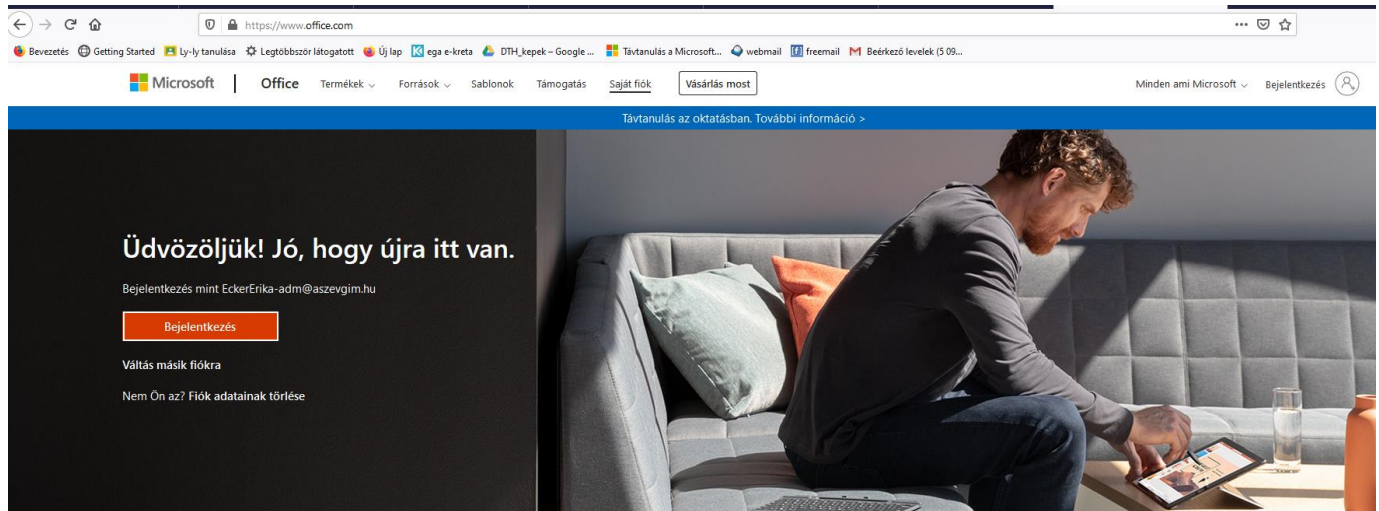 https://www.office.com
Bevezetés Getting Started Ly-ly tanulása Legtöbbször látogatott Új lap ega e-kreta DTH_kepek – Google ... Távtanulás a Microsoft... webmail freemail Beérkező levelek (5 09...
Microsoft Office Termékek Források Sablonok Támogatás Saját fiók Vásárlás most Minden ami Microsoft Bejelentkezés
Távtanulás az oktatásban. További információ >
Üdvözöljük! Jó, hogy újra itt van.
Bejelentkezés mint EckerErika-adm@aszevgim.hu
Bejelentkezés
Váltás másik fiókra
Nem Ön az? Fiók adatainak törlése